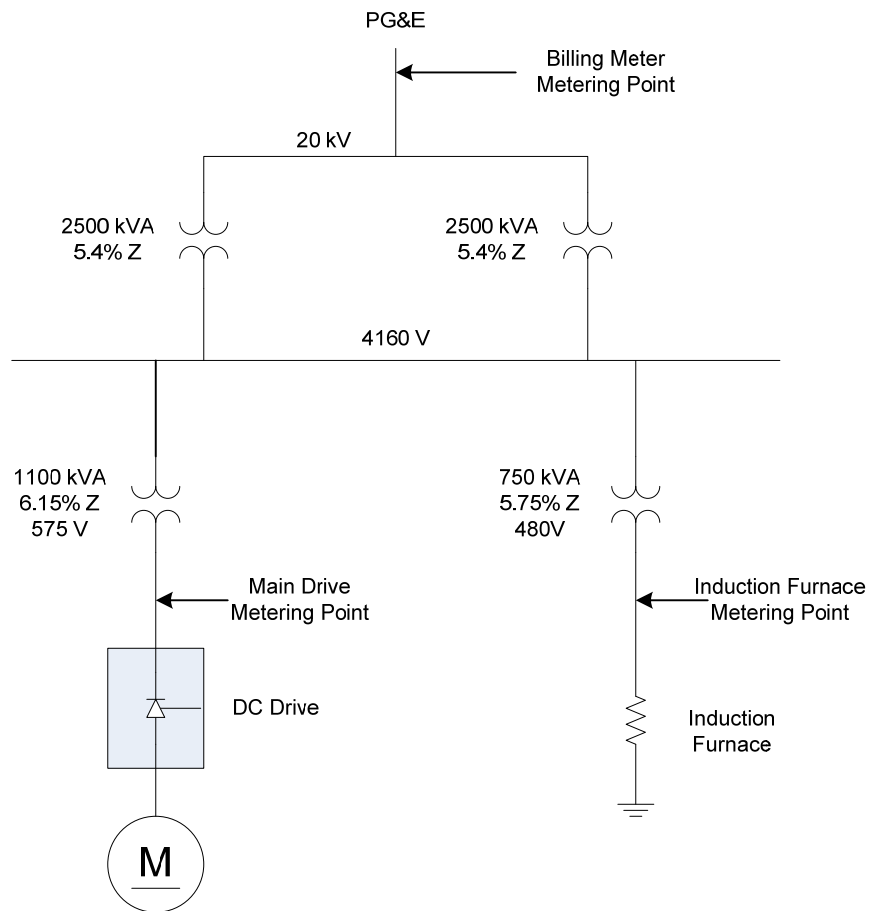 PG&E
Billing Meter
Metering Point
20 kV
2500 kVA
5.4% Z
2500 kVA
5.4% Z
4160 V
1100 kVA
6.15% Z
575 V
750 kVA
5.75% Z
480V
Main Drive
Metering Point
Induction Furnace
Metering Point
DC Drive
Induction
Furnace
M